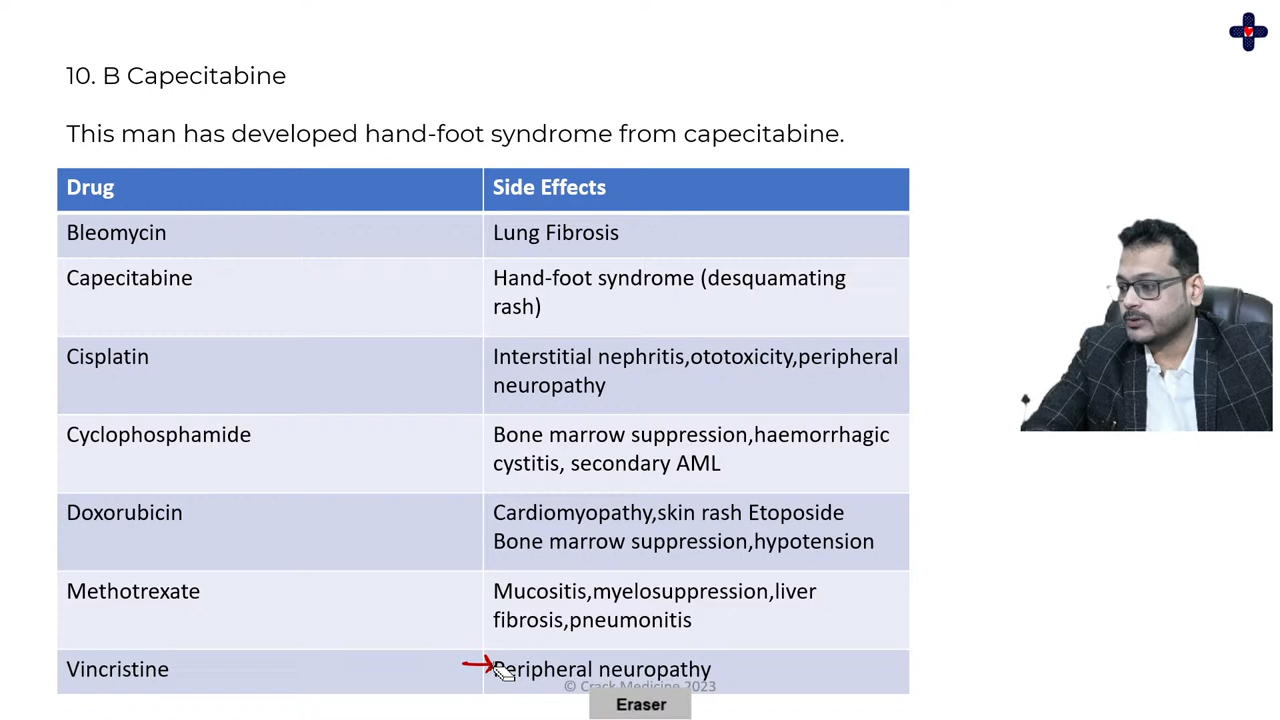 10. B Capecitabine
This man has developed hand-foot syndrome from capecitabine.
Drug
Side Effects
Bleomycin
Lung Fibrosis
Capecitabine
Hand-foot syndrome (desquamating
rash)
Cisplatin
Interstitial nephritis,ototoxicity,peripheral
neuropathy
Cyclophosphamide
Bone marrow suppression,haemorrhagic
cystitis, secondary AML
Doxorubicin
Cardiomyopathy,skin rash Etoposide
Bone marrow suppression,hypotension
Methotrexate
Mucositis,myelosuppression,liver
fibrosis,pneumonitis
Vincristine
Peripheral neuropathy
© Crack Medicine 2023
Eraser